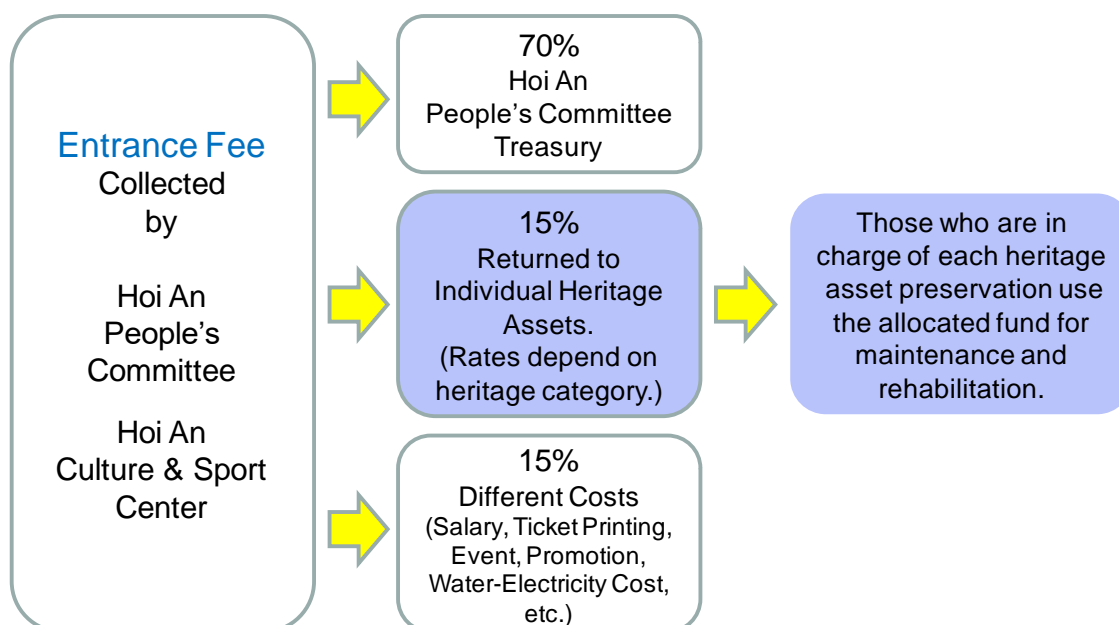 Entrance Fee
Collected
by
Hoi An
People's
Committee
Hoi An
Culture & Sport
Center
70%
Hoi An
People's Committee
Treasury
15%
Returned to
Individual Heritage
Assets.
(Rates depend on
heritage category.)
Those who are in
charge of each heritage
asset preservation use
the allocated fund for
maintenance and
rehabilitation.
15%
Different Costs
(Salary, Ticket Printing,
Event, Promotion,
Water-Electricity Cost,
etc.)